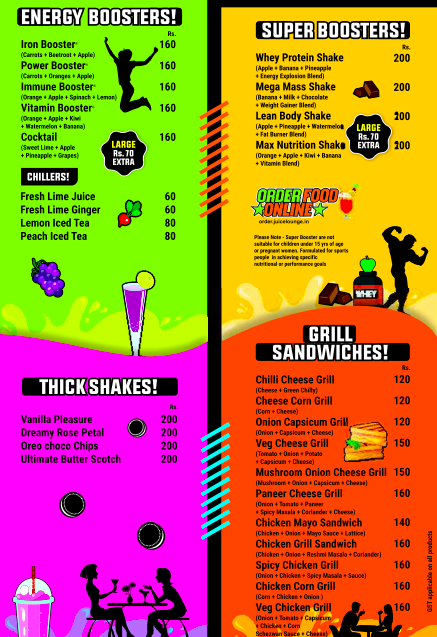 ENERGY BOOSTERS!
Rs.
Iron Booster 160
(Carrots + Beetroot + Apple)
Power Booster 160
(Carrots + Oranges + Apple)
Immune Booster 160
(Orange + Apple + Spinach + Lemon)
Vitamin Booster 160
(Orange + Apple + Kiwi
+ Watermelon + Banana)
Cocktail 160
(Sweet Lime + Apple
+ Pineapple + Grapes)
LARGE
Rs. 70
EXTRA
CHILLERS!
Fresh Lime Juice 60
Fresh Lime Ginger 60
Lemon Iced Tea 80
Peach Iced Tea 80
THICK SHAKES!
Rs.
Vanilla Pleasure 200
Dreamy Rose Petal 200
Oreo choco Chips 200
Ultimate Butter Scotch 200
SUPER BOOSTERS!
Rs.
Whey Protein Shake 200
(Apple + Banana + Pineapple
+ Energy Explosion Blend)
Mega Mass Shake 200
(Banana + Milk + Chocolate
+ Weight Gainer Blend)
Lean Body Shake 200
(Apple + Pineapple + Watermelon
+ Fat Burner Blend)
Max Nutrition Shake 200
(Orange + Apple + Kiwi + Banana
+ Vitamin Blend)
LARGE
Rs. 70
EXTRA
ORDER FOOD
ONLINE
order.juicelounge.in
Please Note - Super Booster are not
suitable for children under 15 yrs of age
or pregnant women. Formulated for sports
people in achieving specific
nutritional or performance goals
WHEY
GRILL
SANDWICHES!
Rs.
Chilli Cheese Grill 120
(Cheese + Green Chilly)
Cheese Corn Grill 120
(Corn + Cheese)
Onion Capsicum Grill 120
(Onion + Capsicum + Cheese)
Veg Cheese Grill 150
(Tomato + Onion + Potato
+ Capsicum + Cheese)
Mushroom Onion Cheese Grill 150
(Mushroom + Onion + Capsicum + Cheese)
Paneer Cheese Grill 160
(Onion + Tomato + Paneer
+ Spicy Masala + Coriander + Cheese)
Chicken Mayo Sandwich 140
(Chicken + Onion + Mayo Sauce + Lattice)
Chicken Grill Sandwich 160
(Chicken + Onion + Reshmi Masala + Coriander)
Spicy Chicken Grill 160
(Onion + Chicken + Spicy Masala + Sauce)
Chicken Corn Grill 160
(Corn + Chicken + Onion )
Veg Chicken Grill 160
(Onion + Tomato + Capsicum
+ Chicken + Corn
Schezwan Sauce + Cheese)
GST applicable on all products